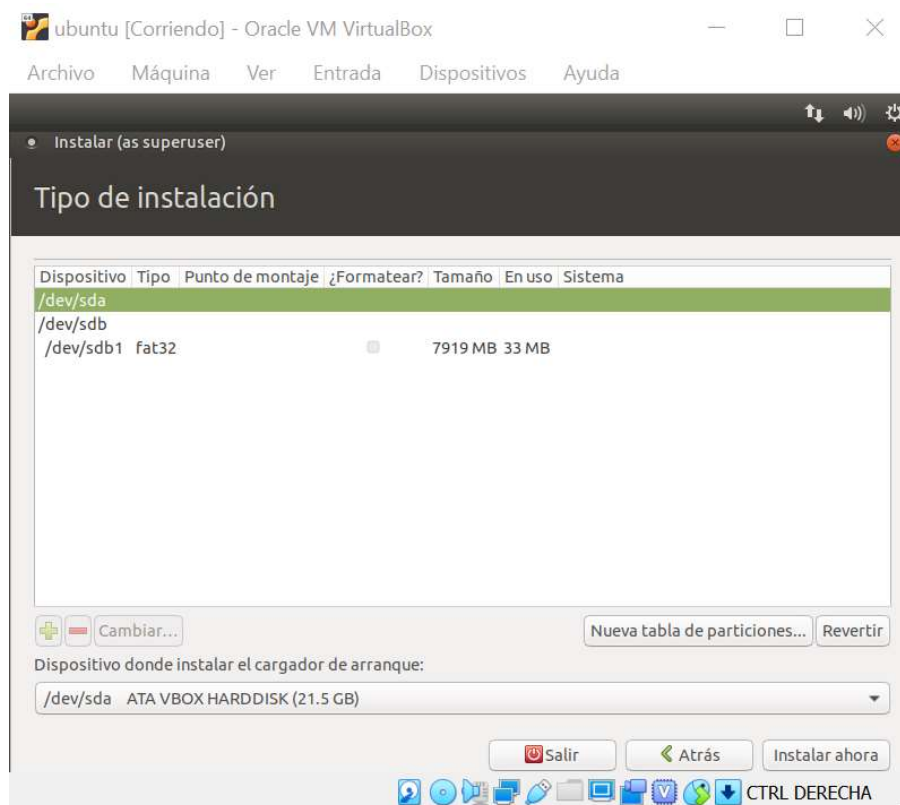 ubuntu [Corriendo] - Oracle VM VirtualBox
Archivo Máquina Ver Entrada Dispositivos Ayuda
Instalar (as superuser)
Tipo de instalación
Dispositivo Tipo Punto de montaje ¿Formatear? Tamaño En uso Sistema
/dev/sda
/dev/sdb
/dev/sdb1 fat32 7919 MB 33 MB
Cambiar... Nueva tabla de particiones... Revertir
Dispositivo donde instalar el cargador de arranque:
/dev/sda ATA VBOX HARDDISK (21.5 GB)
Salir Atrás Instalar ahora
CTRL DERECHA